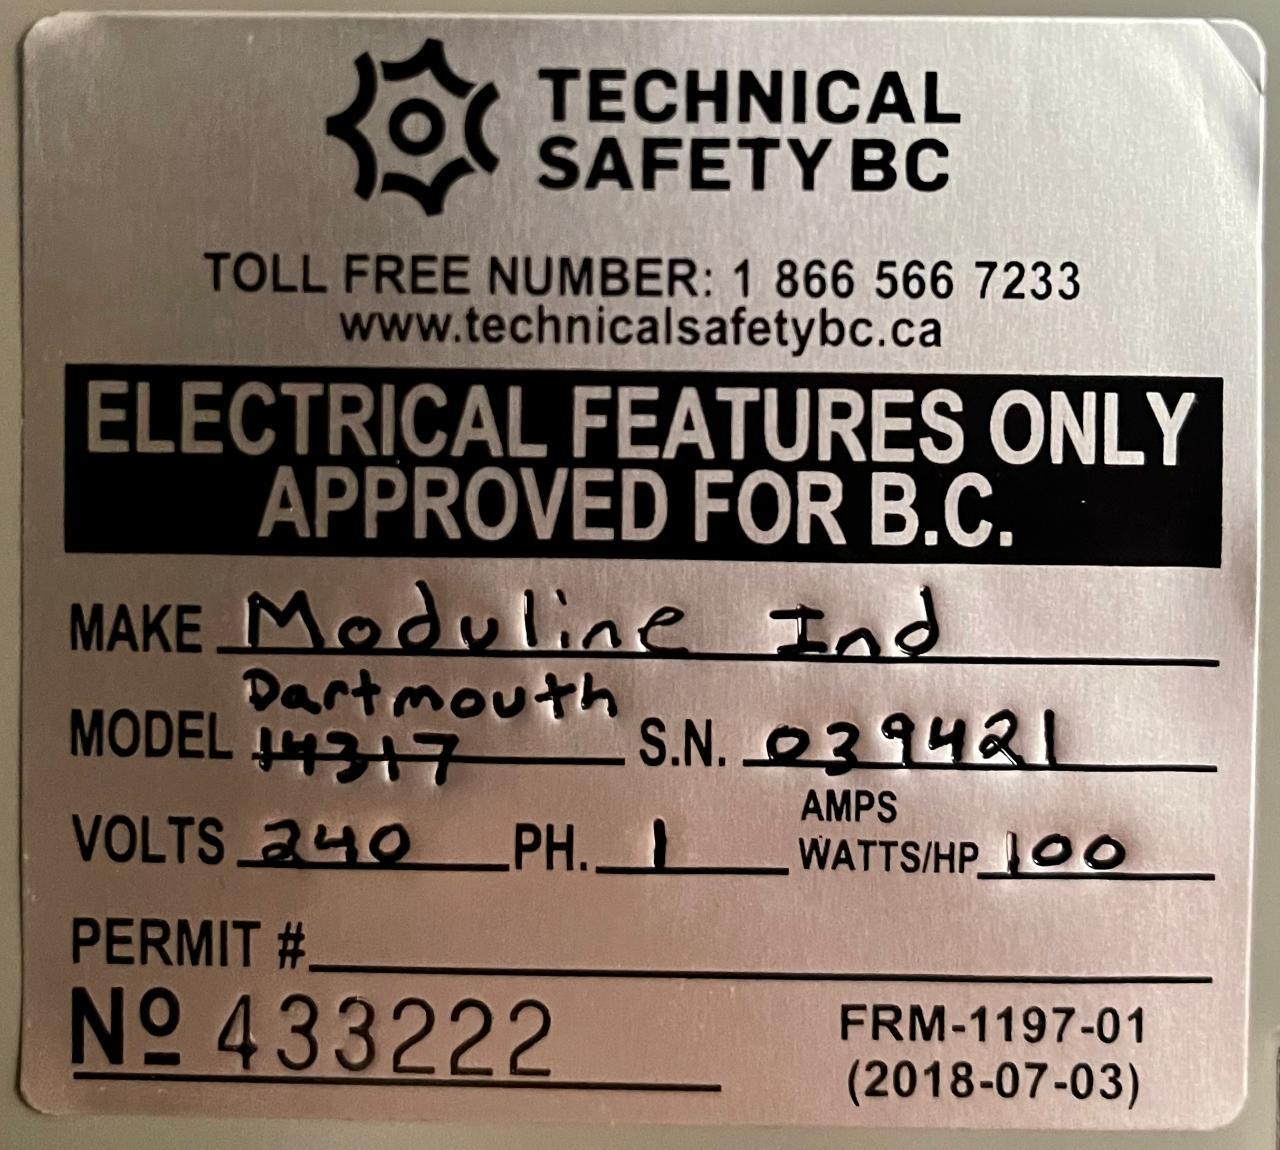 TECHNICAL
SAFETY BC
TOLL FREE NUMBER: 1 866 566 7233
www.technicalsafetybc.ca
ELECTRICAL FEATURES ONLY
APPROVED FOR B.C.
MAKE Moduline Ind
MODEL Dartmouth 14317 S.N. 039421
VOLTS 240 PH. 1 AMPS WATTS/HP 100
PERMIT #
Nº 433222
FRM-1197-01
(2018-07-03)